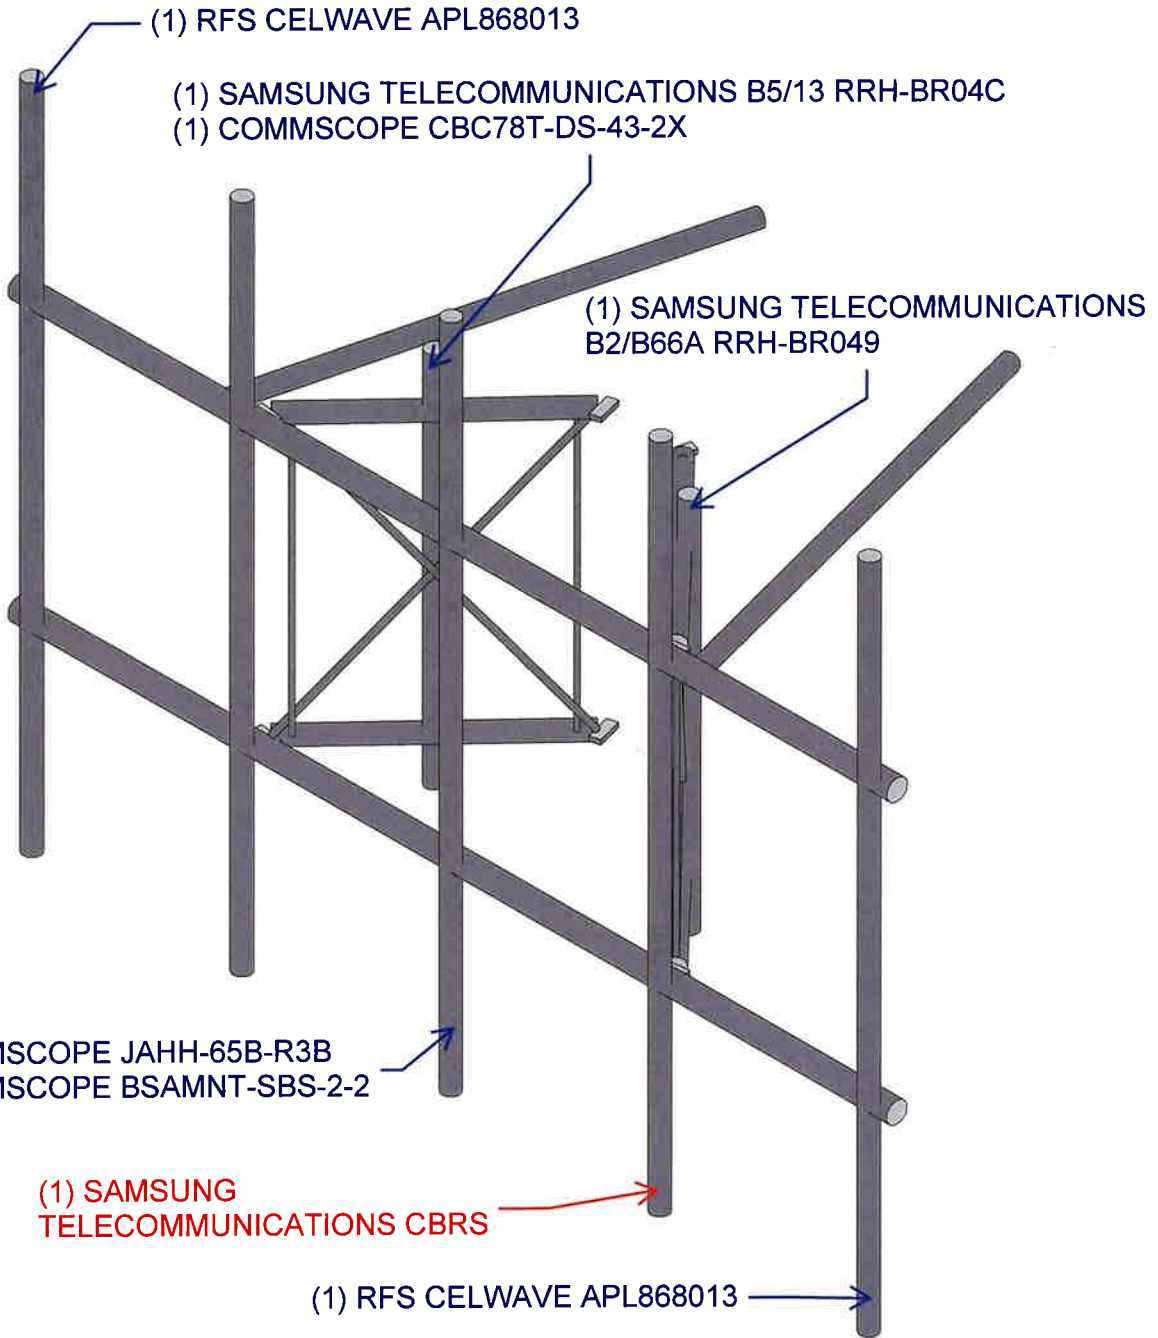 (1) RFS CELWAVE APL868013
(1) SAMSUNG TELECOMMUNICATIONS B5/13 RRH-BR04C
(1) COMMSCOPE CBC78T-DS-43-2X
(1) SAMSUNG TELECOMMUNICATIONS
B2/B66A RRH-BR049
MSCOPE JAHH-65B-R3B
MSCOPE BSAMNT-SBS-2-2
(1) SAMSUNG
TELECOMMUNICATIONS CBRS
(1) RFS CELWAVE APL868013